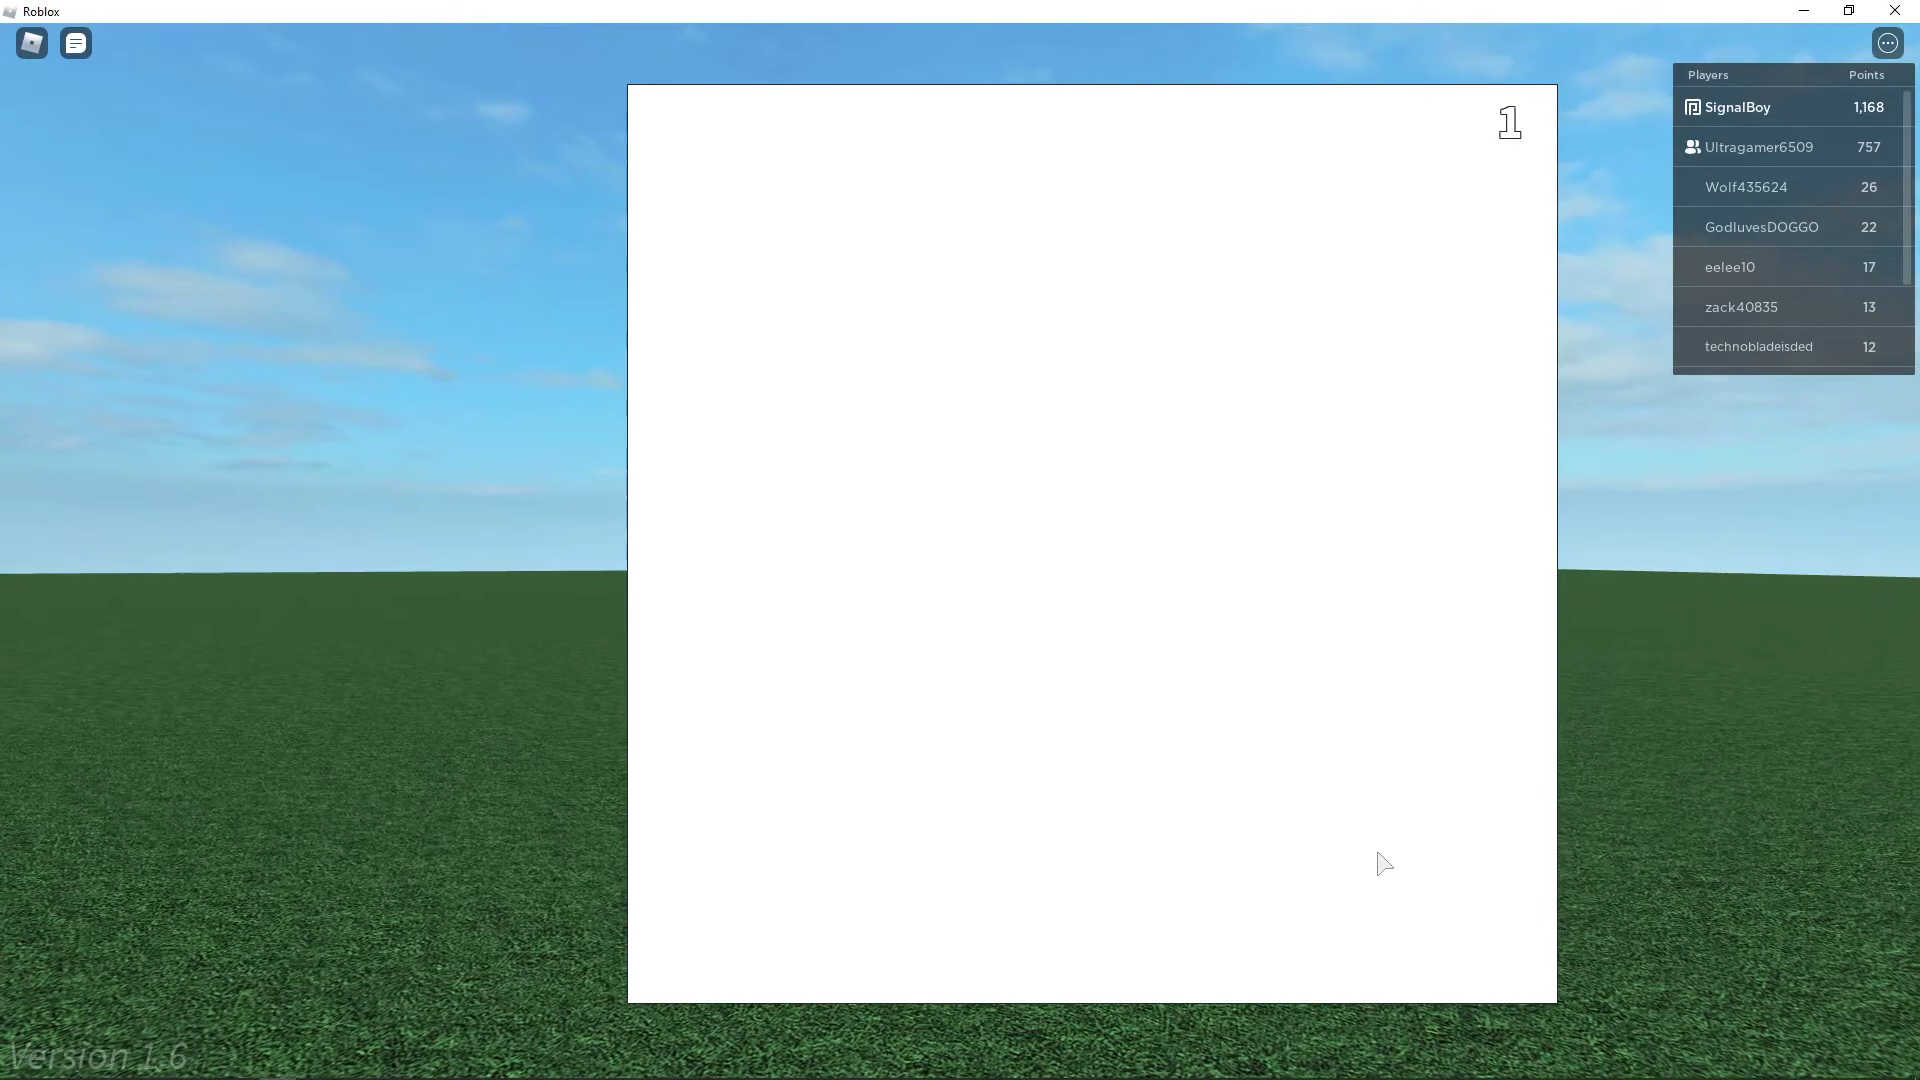 Roblox
Players Points
SignalBoy 1,168
Ultragamer6509 757
Wolf435624 26
GodluvesDOGGO 22
eelee10 17
zack40835 13
technobladeisded 12
1
Version 1.6